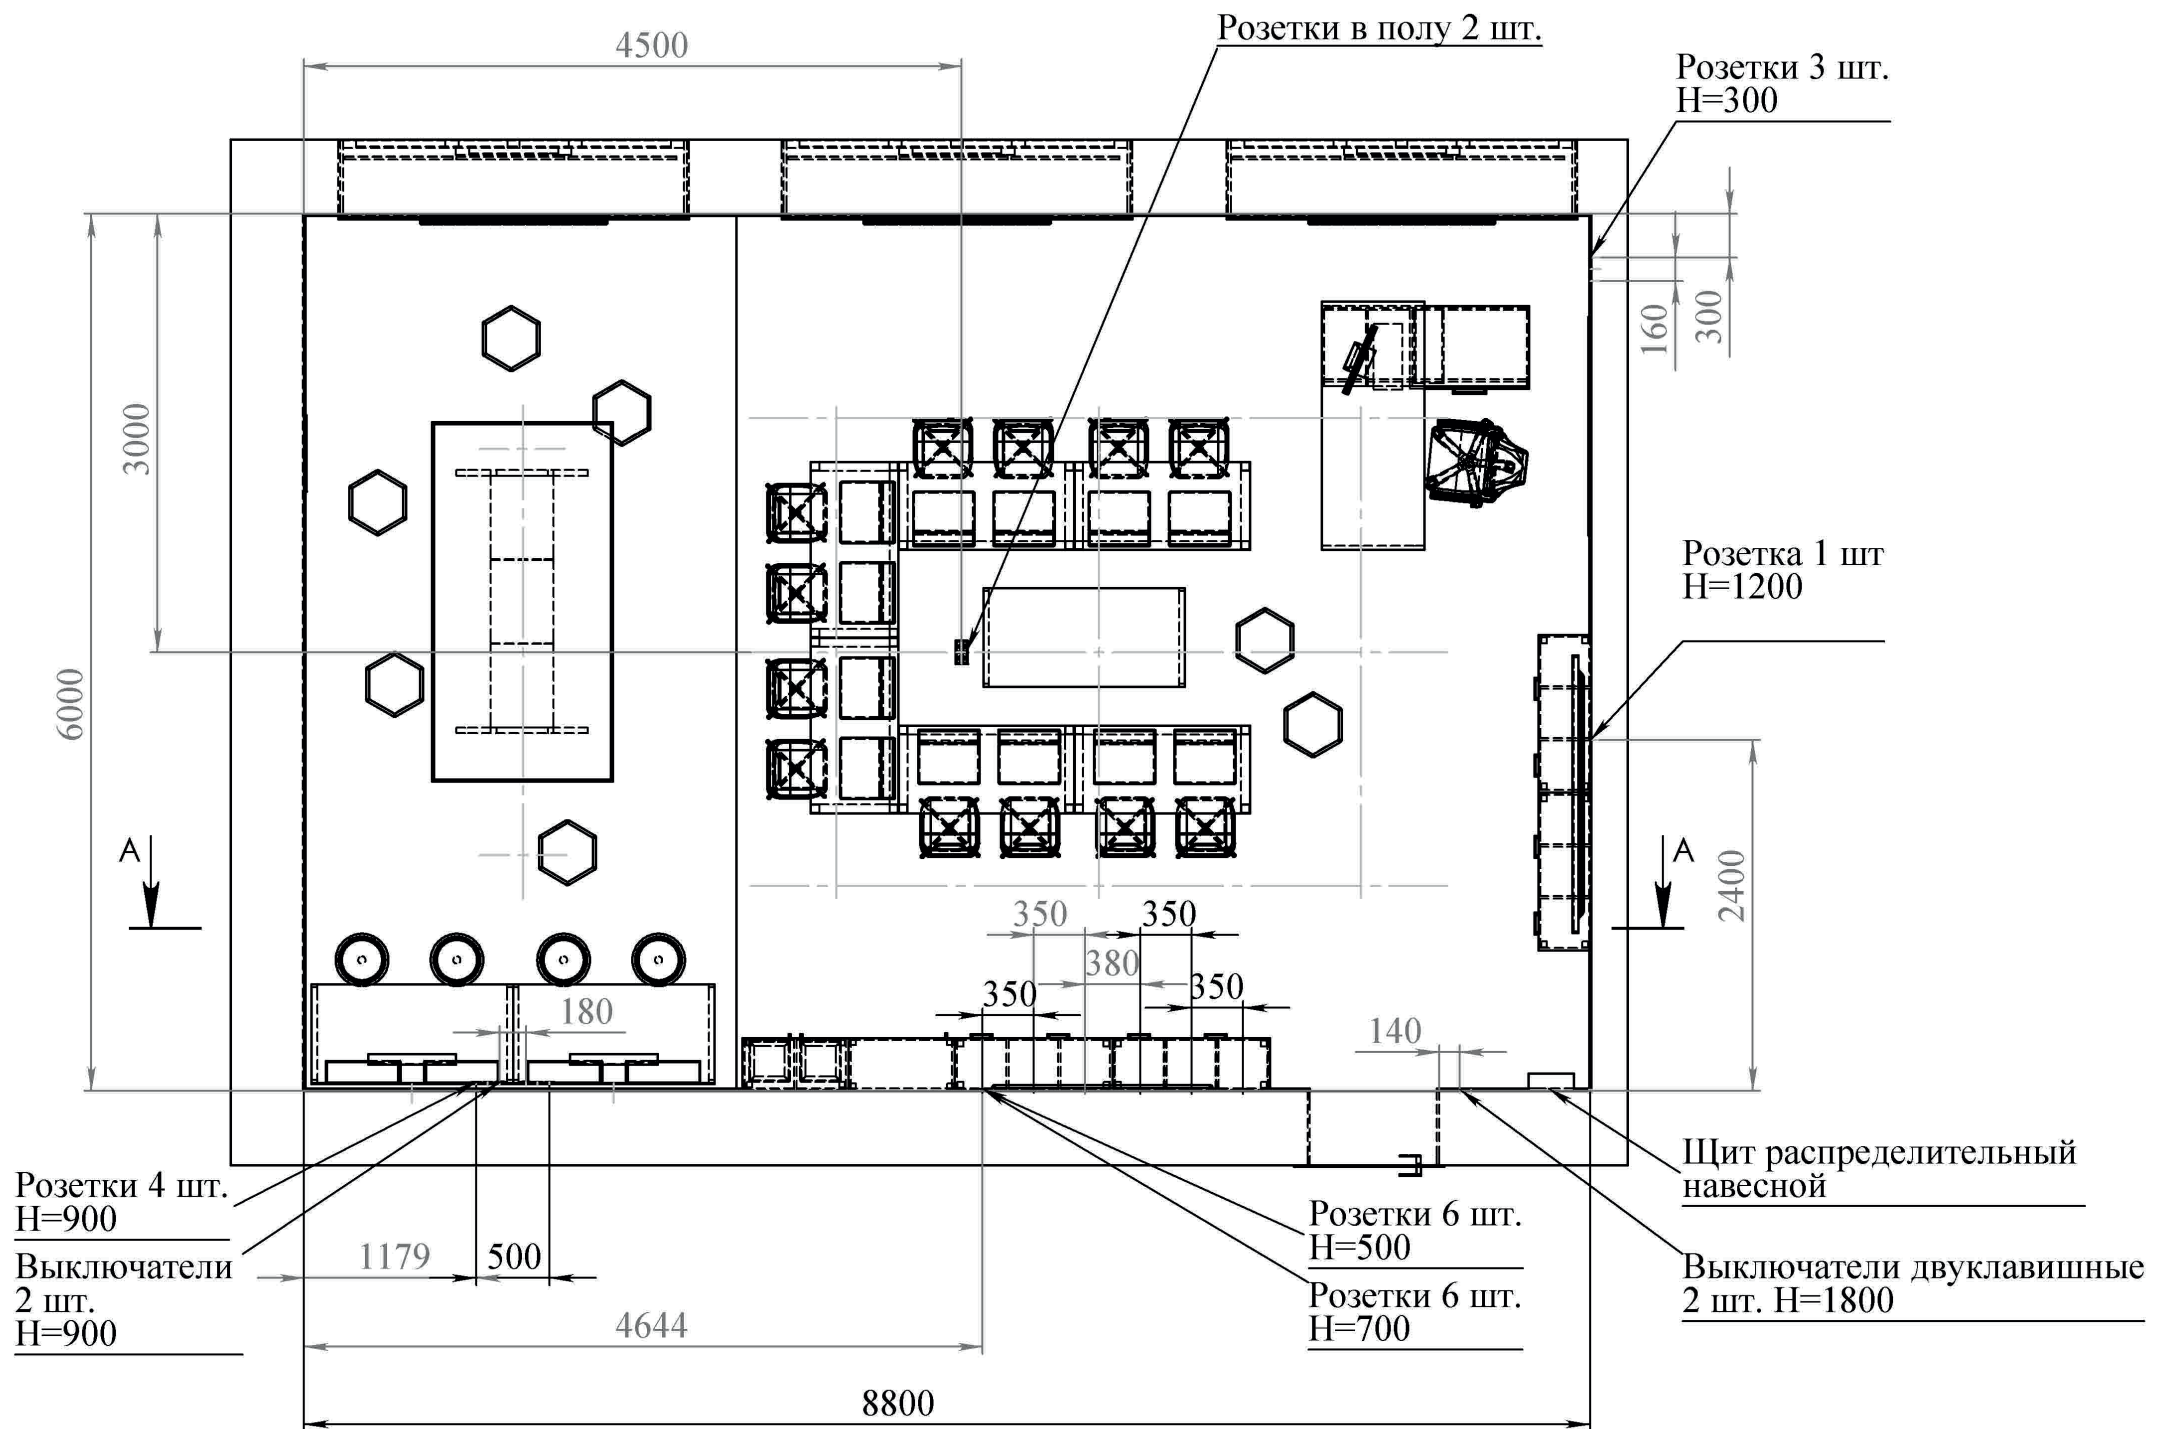 Розетки в полу 2 шт.
4500
Розетки 3 шт.
H=300
160
300
3000
6000
Розетка 1 шт
H=1200
2400
А
А
350
350
380
350
350
180
140
Розетки 4 шт.
H=900
Выключатели
2 шт.
H=900
1179
500
4644
8800
Розетки 6 шт.
H=500
Розетки 6 шт.
H=700
Щит распределительный
навесной
Выключатели двуклавишные
2 шт. H=1800